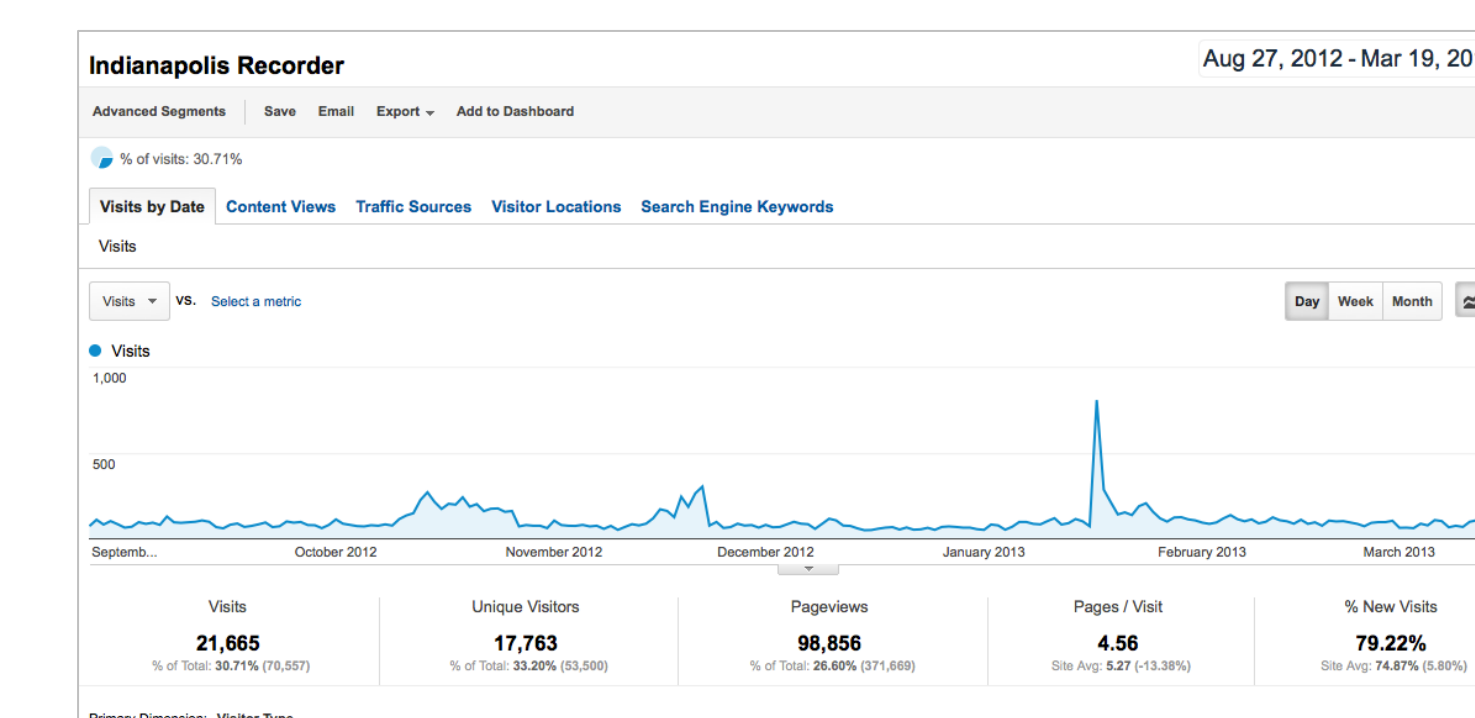 Indianapolis Recorder
Aug 27, 2012 - Mar 19, 20
Advanced Segments Save Email Export Add to Dashboard
% of visits: 30.71%
Visits by Date Content Views Traffic Sources Visitor Locations Search Engine Keywords
Visits
Visits VS. Select a metric
Day Week Month
Visits
1,000
500
Septemb... October 2012 November 2012 December 2012 January 2013 February 2013 March 2013
Visits Unique Visitors Pageviews Pages / Visit % New Visits
21,665 17,763 98,856 4.56 79.22%
% of Total: 30.71% (70,557) % of Total: 33.20% (53,500) % of Total: 26.60% (371,669) Site Avg: 5.27 (-13.38%) Site Avg: 74.87% (5.80%)
Primary Dimension: Visitor Type